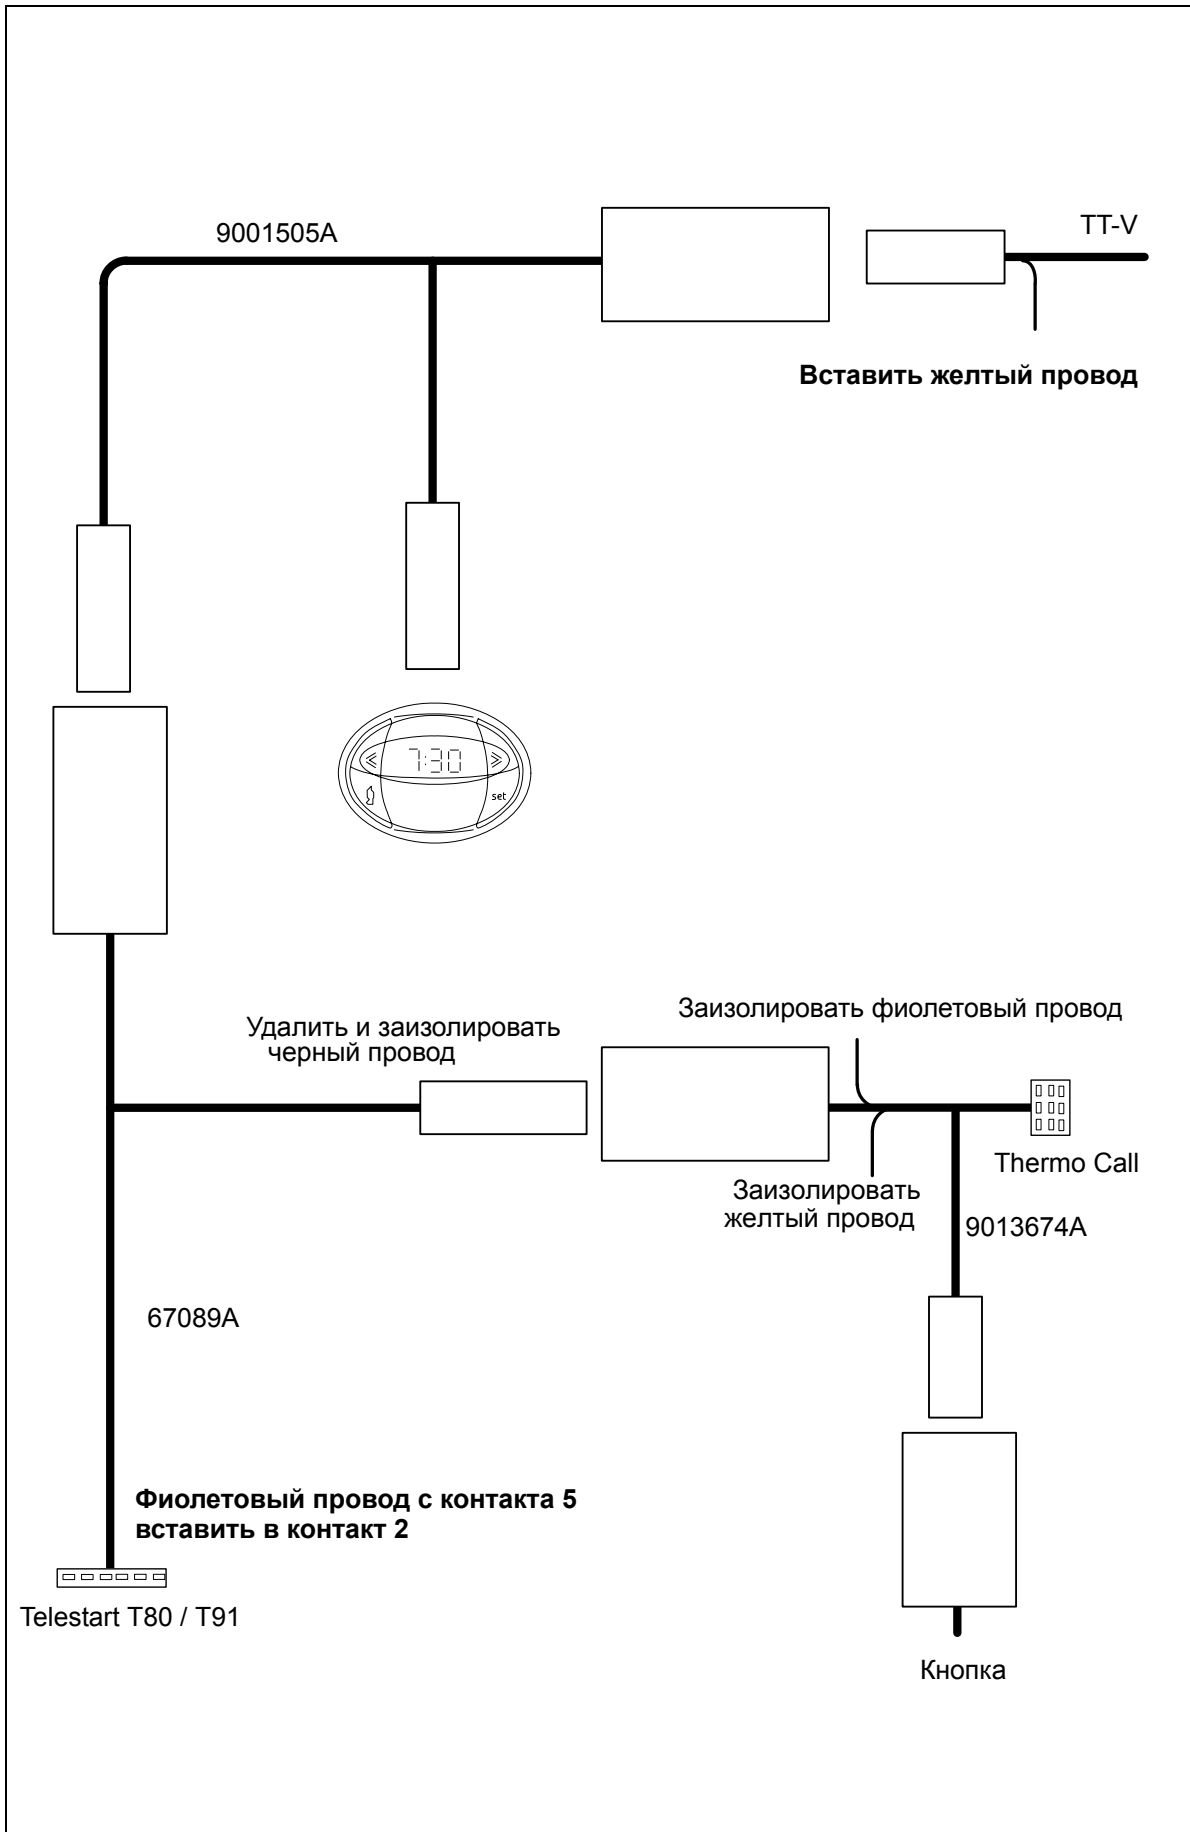 9001505A
TT-V
Вставить желтый провод
7:30
set
Удалить и заизолировать
черный провод
Заизолировать фиолетовый провод
Thermo Call
Заизолировать
желтый провод
9013674A
67089A
Фиолетовый провод с контакта 5
вставить в контакт 2
Telestart T80 / T91
Кнопка